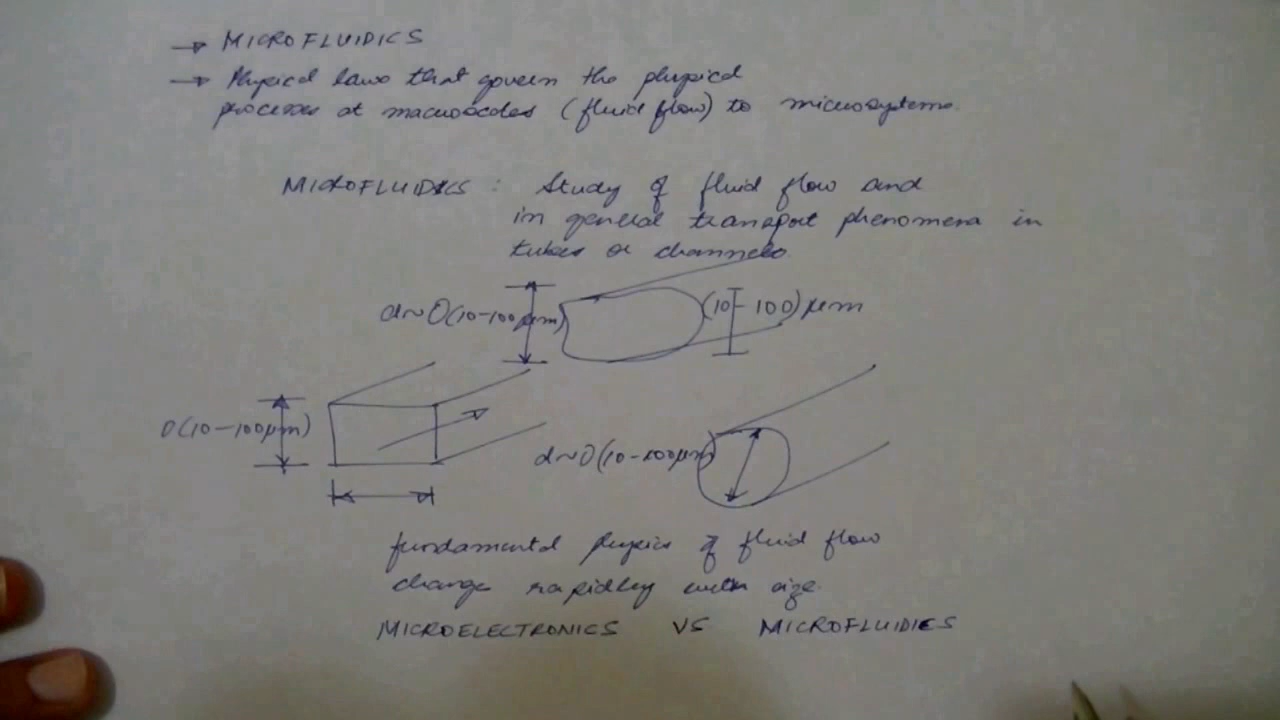 → MICROFLUIDICS
→ Physical laws that govern the physical
processes at macroscales (fluid flow) to microsystems.
MICROFLUIDICS : Study of fluid flow and
in general transport phenomena in
tubes or channels.
d~O(10-100μm)
(10-100)μm
O(10-100μm)
d~O(10-100μm)
fundamental physics of fluid flow
change rapidly with size.
MICROELECTRONICS VS MICROFLUIDICS